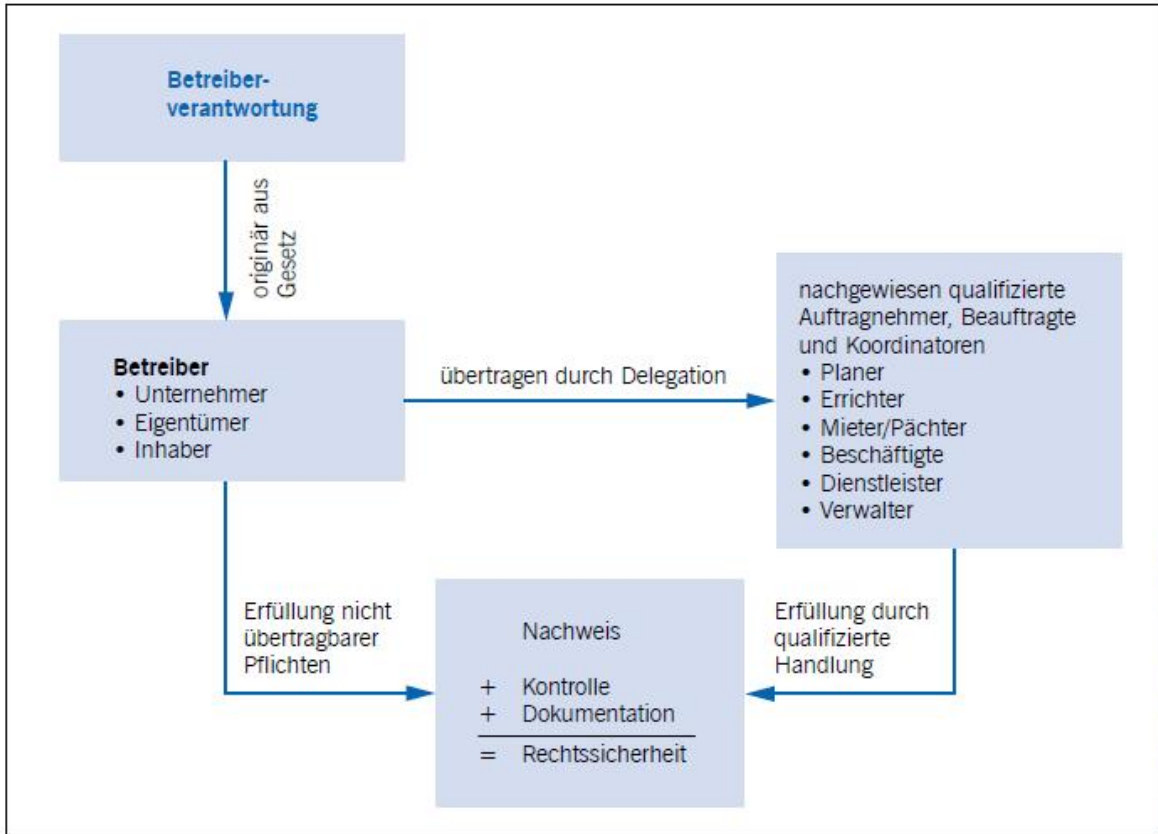 Betreiber-
verantwortung
originär aus
Gesetz
Betreiber
• Unternehmer
• Eigentümer
• Inhaber
übertragen durch Delegation
nachgewiesen qualifizierte
Auftragnehmer, Beauftragte
und Koordinatoren
• Planer
• Errichter
• Mieter/Pächter
• Beschäftigte
• Dienstleister
• Verwalter
Erfüllung nicht
übertragbarer
Pflichten
Nachweis
+ Kontrolle
+ Dokumentation
= Rechtssicherheit
Erfüllung durch
qualifizierte
Handlung